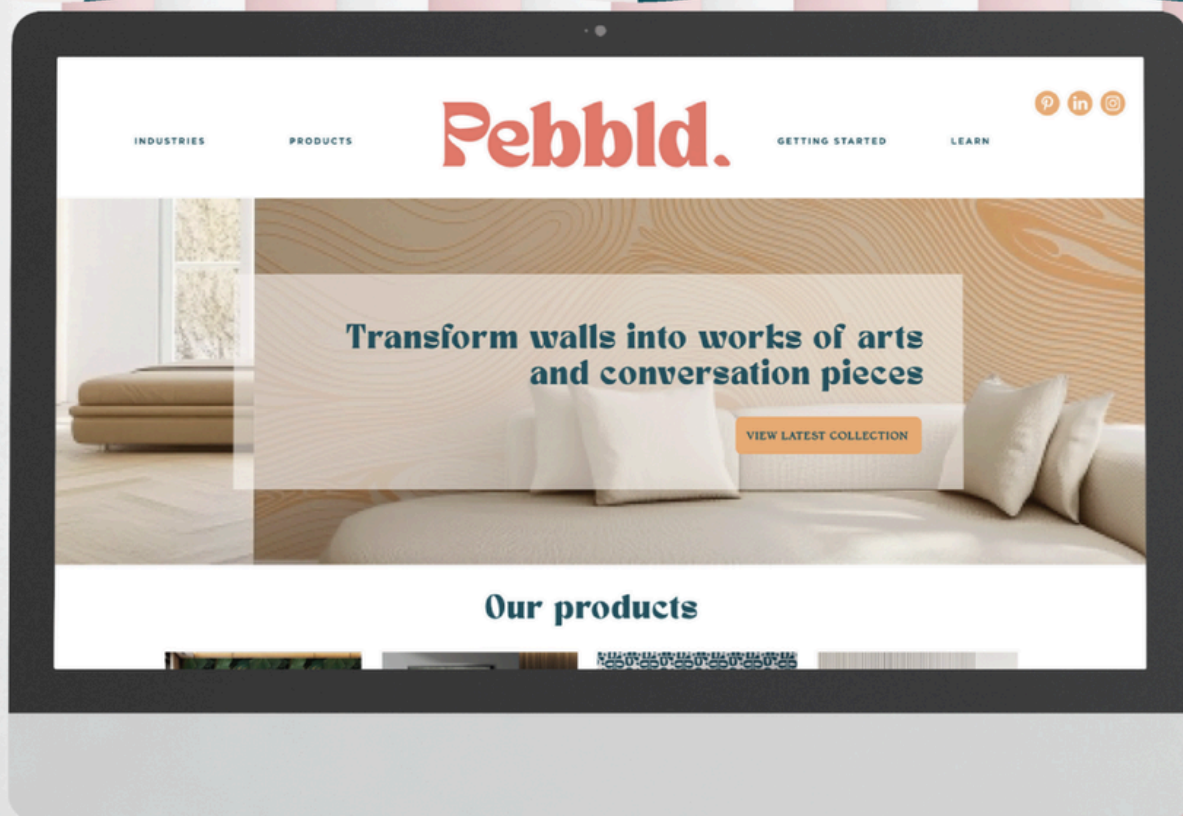 INDUSTRIES
PRODUCTS
Pebbld.
GETTING STARTED
LEARN
in
Transform walls into works of arts
and conversation pieces
VIEW LATEST COLLECTION
Our products